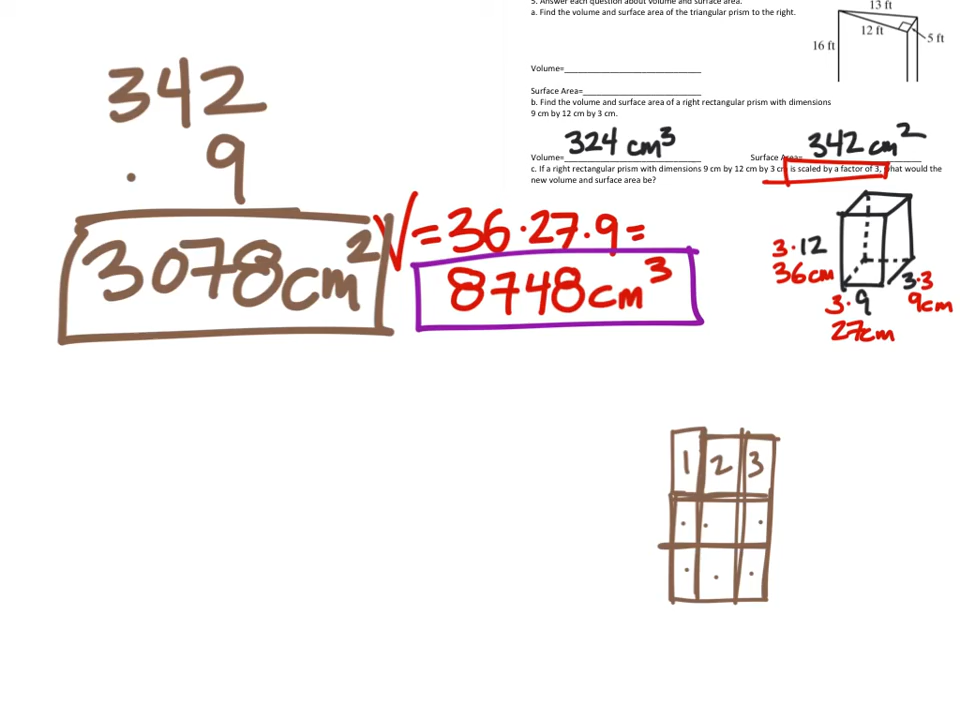 5. Answer each question about volume and surface area.
a. Find the volume and surface area of the triangular prism to the right.
13 ft
12 ft
5 ft
16 ft
Volume=____________________________
Surface Area=________________________
b. Find the volume and surface area of a right rectangular prism with dimensions
9 cm by 12 cm by 3 cm.
324 cm³
342 cm²
Volume=____________________________
Surface Area=________________________
c. If a right rectangular prism with dimensions 9 cm by 12 cm by 3 cm is scaled by a factor of 3, what would the
new volume and surface area be?
342
· 9
3078cm²
V=36·27·9=
8748cm³
3·12
36cm
3·9
27cm
3·3
9cm
1 2 3